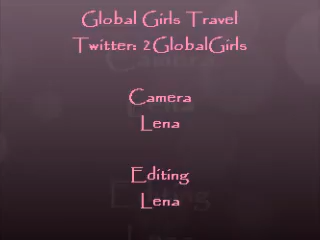 Global Girls Travel
Twitter: 2GlobalGirls
Camera
Lena
Editing
Lena